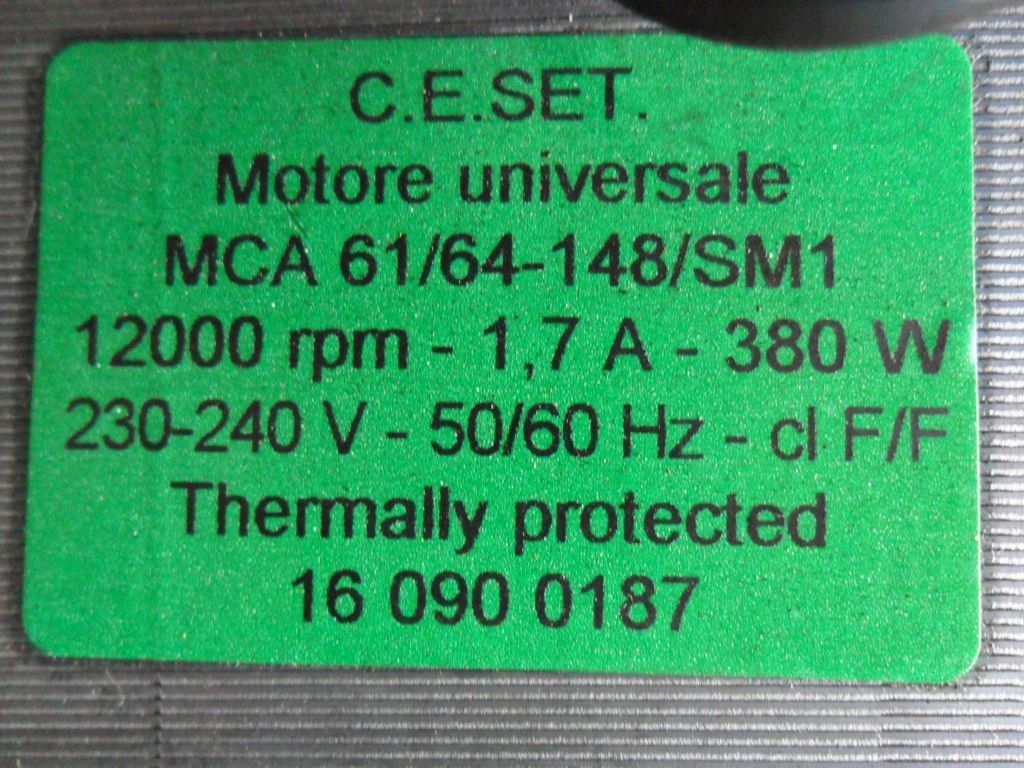 C.E.SET.
Motore universale
MCA 61/64-148/SM1
12000 rpm - 1,7 A - 380 W
230-240 V - 50/60 Hz - cl F/F
Thermally protected
16 090 0187